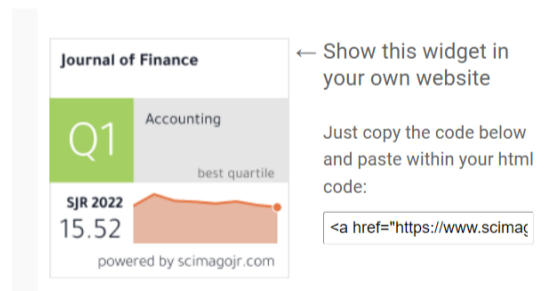 Journal of Finance
Q1
Accounting
best quartile
SJR 2022
15.52
powered by scimagojr.com
← Show this widget in
your own website
Just copy the code below
and paste within your html
code:
<a href="https://www.scimag